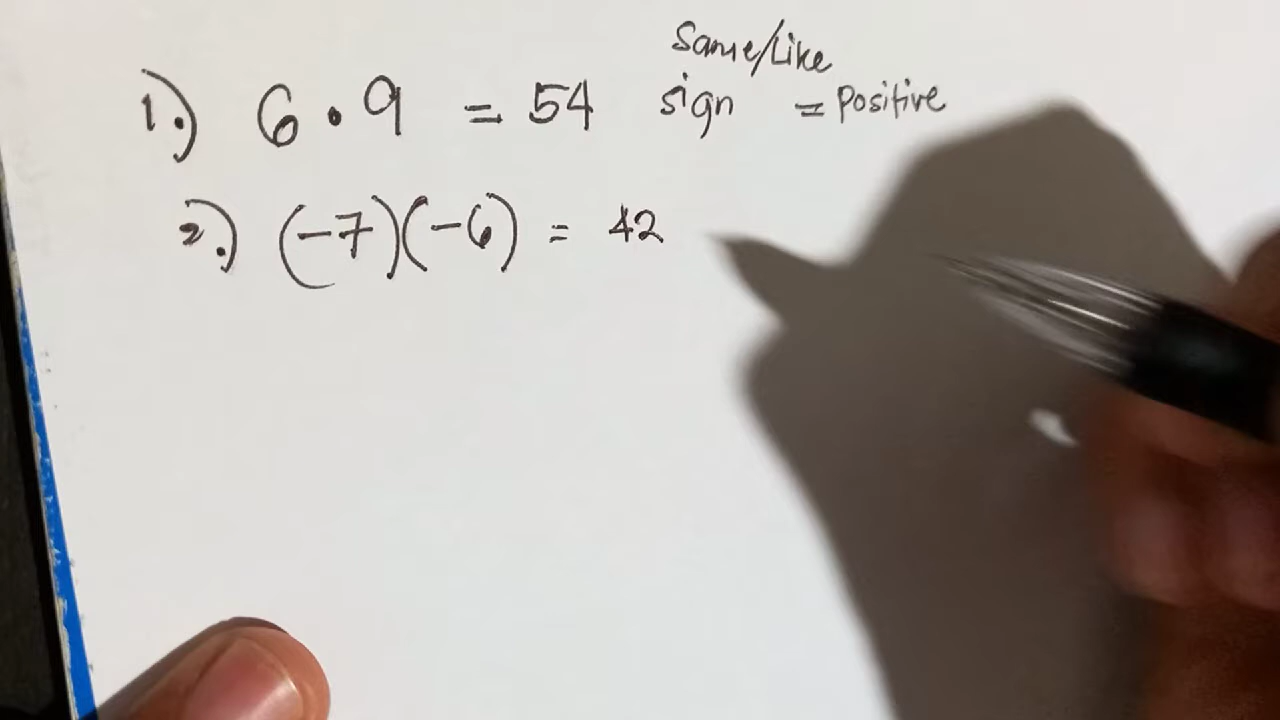 Same/Like
1.) 6 • 9 = 54 sign = Positive
2.) (-7)(-6) = 42